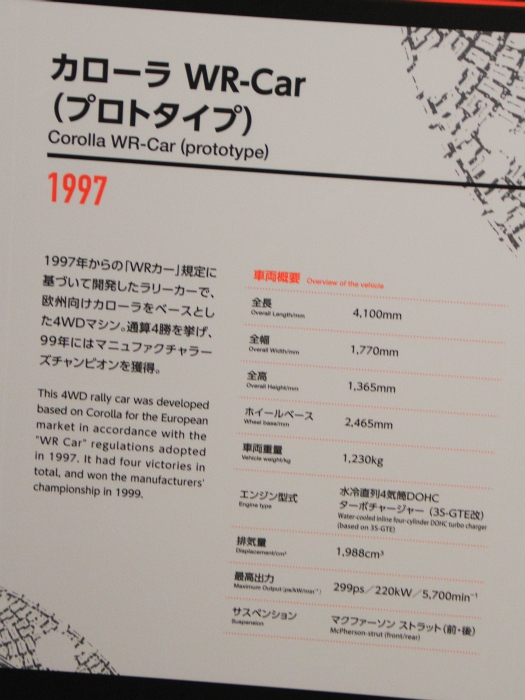 カローラ WR-Car
（プロトタイプ）
Corolla WR-Car (prototype)
1997
1997年からの「WRカー」規定に
基づいて開発したラリーカーで、
欧州向けカローラをベースとし
た4WDマシン。通算4勝を挙げ、
99年にはマニュファクチャラー
ズチャンピオンを獲得。
This 4WD rally car was developed
based on Corolla for the European
market in accordance with the
"WR Car" regulations adopted
in 1997. It had four victories in
total, and won the manufacturers'
championship in 1999.
車両概要 Overview of the vehicle
全長 4,100mm
Overall Length/mm
全幅 1,770mm
Overall Width/mm
全高 1,365mm
Overall Height/mm
ホイールベース 2,465mm
Wheel base/mm
車両重量 1,230kg
Vehicle weight/kg
エンジン型式 水冷直列4気筒DOHC
Engine type ターボチャージャー（3S-GTE改）
Water-cooled inline four-cylinder DOHC turbo charger
(based on 3S-GTE)
排気量 1,988cm³
Displacement/cm³
最高出力 299ps／220kW／5,700min⁻¹
Maximum Output（ps/kW/min⁻¹）
サスペンション マクファーソン ストラット（前・後）
Suspension McPherson strut (front/rear)